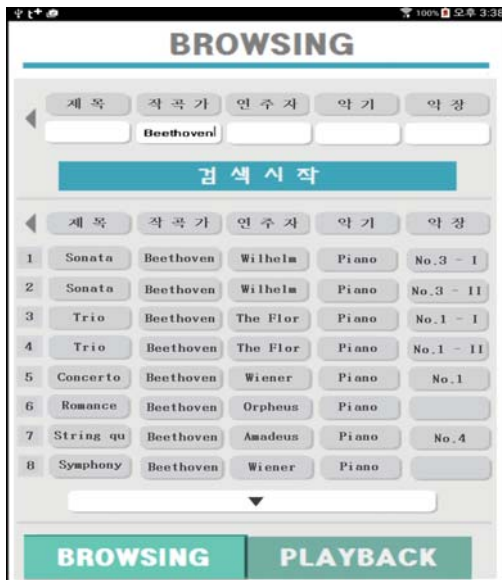 100% 오후 3:38
BROWSING
제 목 작 곡 가 연 주 자 악 기 악 장
Beethoven
검 색 시 작
제 목 작 곡 가 연 주 자 악 기 악 장
1 Sonata Beethoven Wilhelm Piano No.3 - I
2 Sonata Beethoven Wilhelm Piano No.3 - II
3 Trio Beethoven The Flor Piano No.1 - I
4 Trio Beethoven The Flor Piano No.1 - II
5 Concerto Beethoven Wiener Piano No.1
6 Romance Beethoven Orpheus Piano
7 String qu Beethoven Amadeus Piano No.4
8 Symphony Beethoven Wiener Piano
BROWSING PLAYBACK